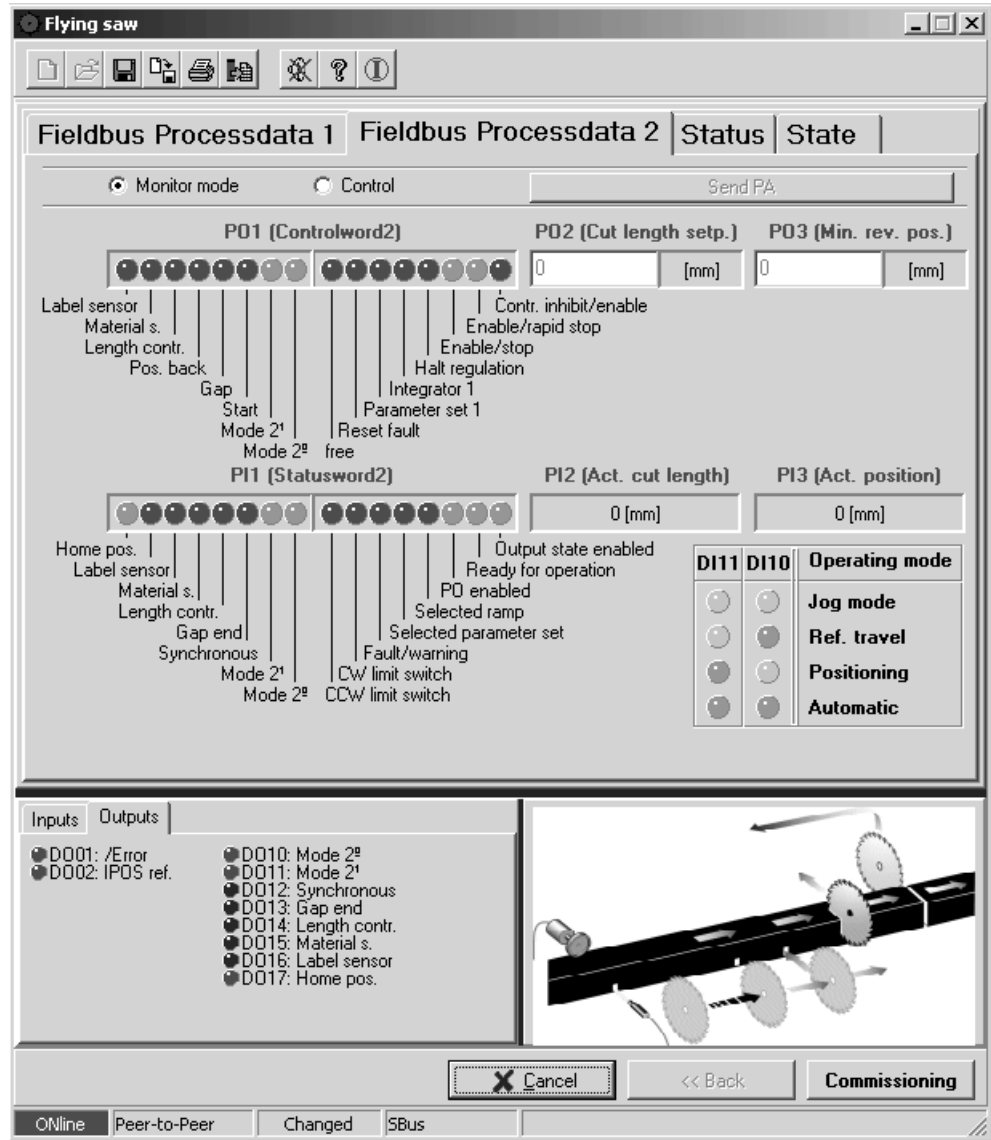 Flying saw
Fieldbus Processdata 1 Fieldbus Processdata 2 Status State
Monitor mode Control Send PA
PO1 (Controlword2) PO2 (Cut length setp.) PO3 (Min. rev. pos.)
0 [mm] 0 [mm]
Label sensor Contr. inhibit/enable
Material s. Enable/rapid stop
Length contr. Enable/stop
Pos. back Halt regulation
Gap Integrator 1
Start Parameter set 1
Mode 2¹ Reset fault
Mode 2º free
PI1 (Statusword2) PI2 (Act. cut length) PI3 (Act. position)
0 [mm] 0 [mm]
Home pos. Output state enabled
Label sensor Ready for operation
Material s. PO enabled
Length contr. Selected ramp
Gap end Selected parameter set
Synchronous Fault/warning
Mode 2¹ CW limit switch
Mode 2º CCW limit switch
DI11 DI10 Operating mode
Jog mode
Ref. travel
Positioning
Automatic
Inputs Outputs
DO01: /Error DO10: Mode 2º
DO02: IPOS ref. DO11: Mode 2¹
DO12: Synchronous
DO13: Gap end
DO14: Length contr.
DO15: Material s.
DO16: Label sensor
DO17: Home pos.
Cancel << Back Commissioning
ONline Peer-to-Peer Changed SBus